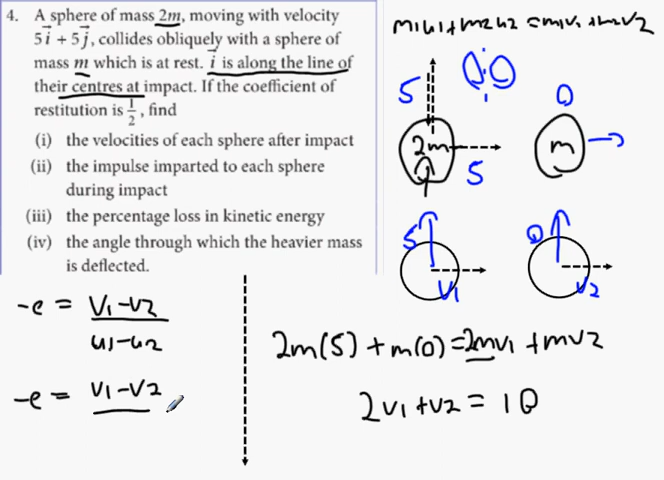 4. A sphere of mass 2m, moving with velocity
5i⃗ + 5j⃗, collides obliquely with a sphere of
mass m which is at rest. i⃗ is along the line of
their centres at impact. If the coefficient of
restitution is 1/2, find
(i) the velocities of each sphere after impact
(ii) the impulse imparted to each sphere
during impact
(iii) the percentage loss in kinetic energy
(iv) the angle through which the heavier mass
is deflected.
m1u1+m2u2 = m1v1 + m2v2
5
0
2m
m
5
5
0
v1
v2
-e = v1-v2
u1-u2
-e = v1-v2
2m(5) + m(0) = 2mv1 + mv2
2v1+v2 = 10